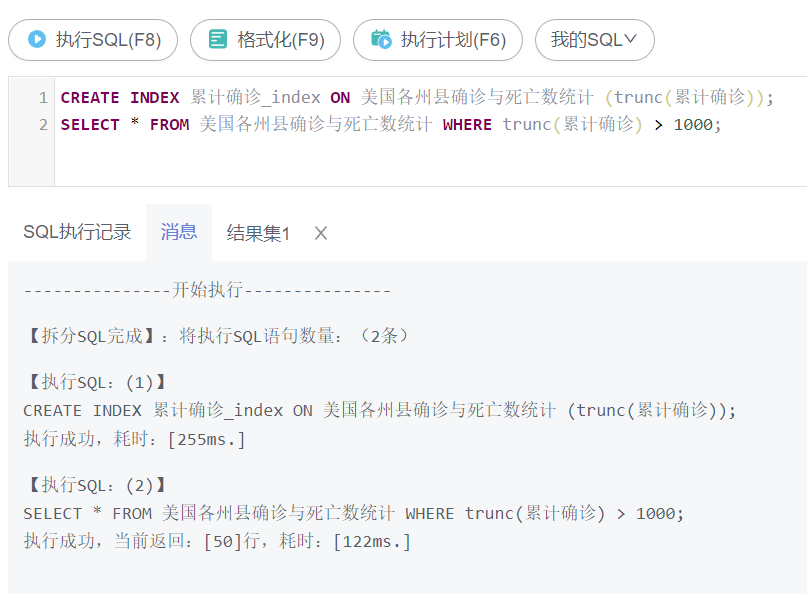 执行SQL(F8) 格式化(F9) 执行计划(F6) 我的SQL
1 CREATE INDEX 累计确诊_index ON 美国各州县确诊与死亡数统计 (trunc(累计确诊));
2 SELECT * FROM 美国各州县确诊与死亡数统计 WHERE trunc(累计确诊) > 1000;
SQL执行记录 消息 结果集1 X
---------------开始执行---------------
【拆分SQL完成】：将执行SQL语句数量：（2条）
【执行SQL：(1)】
CREATE INDEX 累计确诊_index ON 美国各州县确诊与死亡数统计 (trunc(累计确诊));
执行成功，耗时：[255ms.]
【执行SQL：(2)】
SELECT * FROM 美国各州县确诊与死亡数统计 WHERE trunc(累计确诊) > 1000;
执行成功，当前返回：[50]行，耗时：[122ms.]